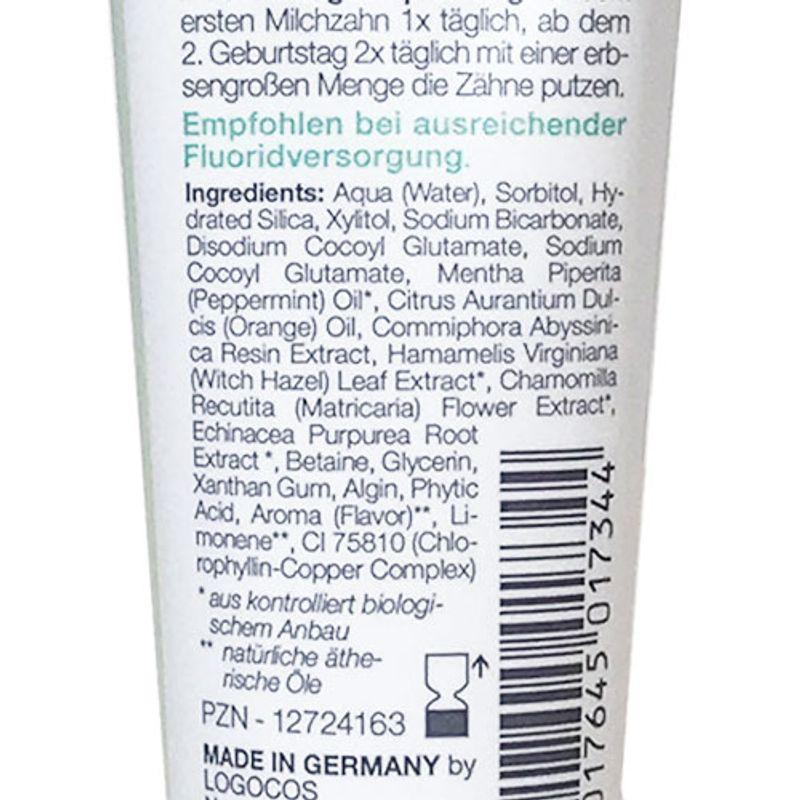 ersten Milchzahn 1x täglich, ab dem
2. Geburtstag 2x täglich mit einer erb-
sengroßen Menge die Zähne putzen.
Empfohlen bei ausreichender
Fluoridversorgung.
Ingredients: Aqua (Water), Sorbitol, Hy-
drated Silica, Xylitol, Sodium Bicarbonate,
Disodium Cocoyl Glutamate, Sodium
Cocoyl Glutamate, Mentha Piperita
(Peppermint) Oil*, Citrus Aurantium Dul-
cis (Orange) Oil, Commiphora Abyssini-
ca Resin Extract, Hamamelis Virginiana
(Witch Hazel) Leaf Extract*, Chamomilla
Recutita (Matricaria) Flower Extract*,
Echinacea Purpurea Root
Extract *, Betaine, Glycerin,
Xanthan Gum, Algin, Phytic
Acid, Aroma (Flavor)**, Li-
monene**, CI 75810 (Chlo-
rophyllin-Copper Complex)
* aus kontrolliert biologi-
schem Anbau
** natürliche äthe-
rische Öle
PZN - 12724163
MADE IN GERMANY by
LOGOCOS
017645 017344